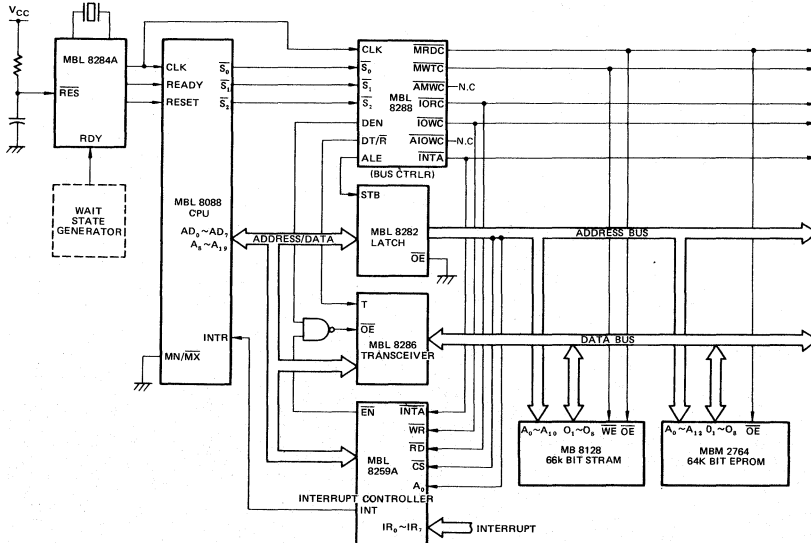 VCC
MBL 8284A
CLK
READY
RESET
RES
RDY
WAIT
STATE
GENERATOR
CLK
READY
RESET
S0
S1
S2
MBL 8088
CPU
AD0~AD7
A8~A19
INTR
MN/MX
ADDRESS/DATA
CLK
S0
S1
S2
DEN
DT/R
ALE
MBL
8288
MRDC
MWTC
AMWC
N.C
IORC
IOWC
AIOWC
N.C
INTA
(BUS CTRLR)
STB
MBL 8282
LATCH
OE
ADDRESS BUS
T
OE
MBL 8286
TRANSCEIVER
DATA BUS
EN
INTA
WR
RD
CS
A0
MBL
8259A
INTERRUPT CONTROLLER
INT
IR0~IR7
INTERRUPT
A0~A10 O1~O8 WE OE
MB 8128
66k BIT STRAM
A0~A12 O1~O8 OE
MBM 2764
64K BIT EPROM